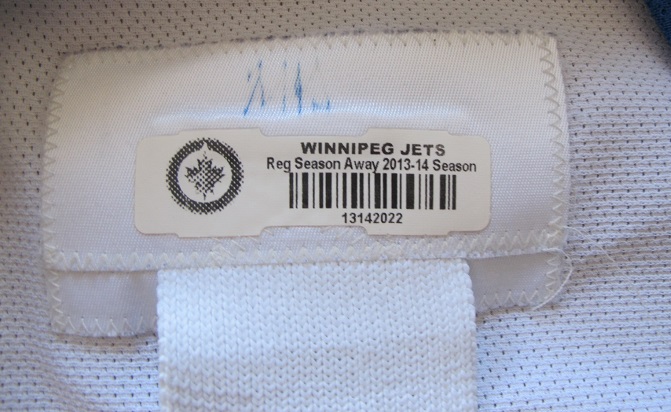 WINNIPEG JETS
Reg Season Away 2013-14 Season
13142022